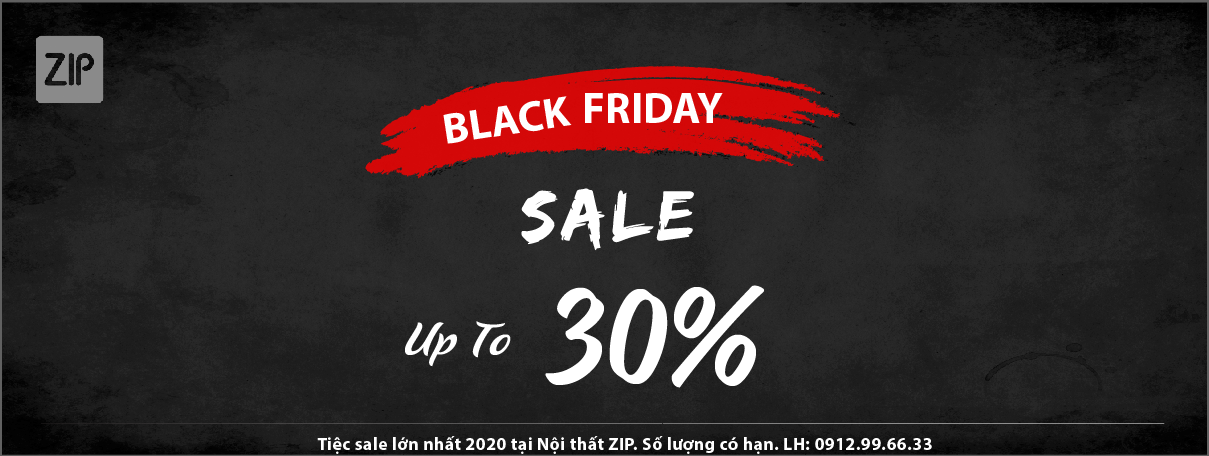 ZIP
BLACK FRIDAY
SALE
Up To 30%
Tiệc sale lớn nhất 2020 tại Nội thất ZIP. Số lượng có hạn. LH: 0912.99.66.33